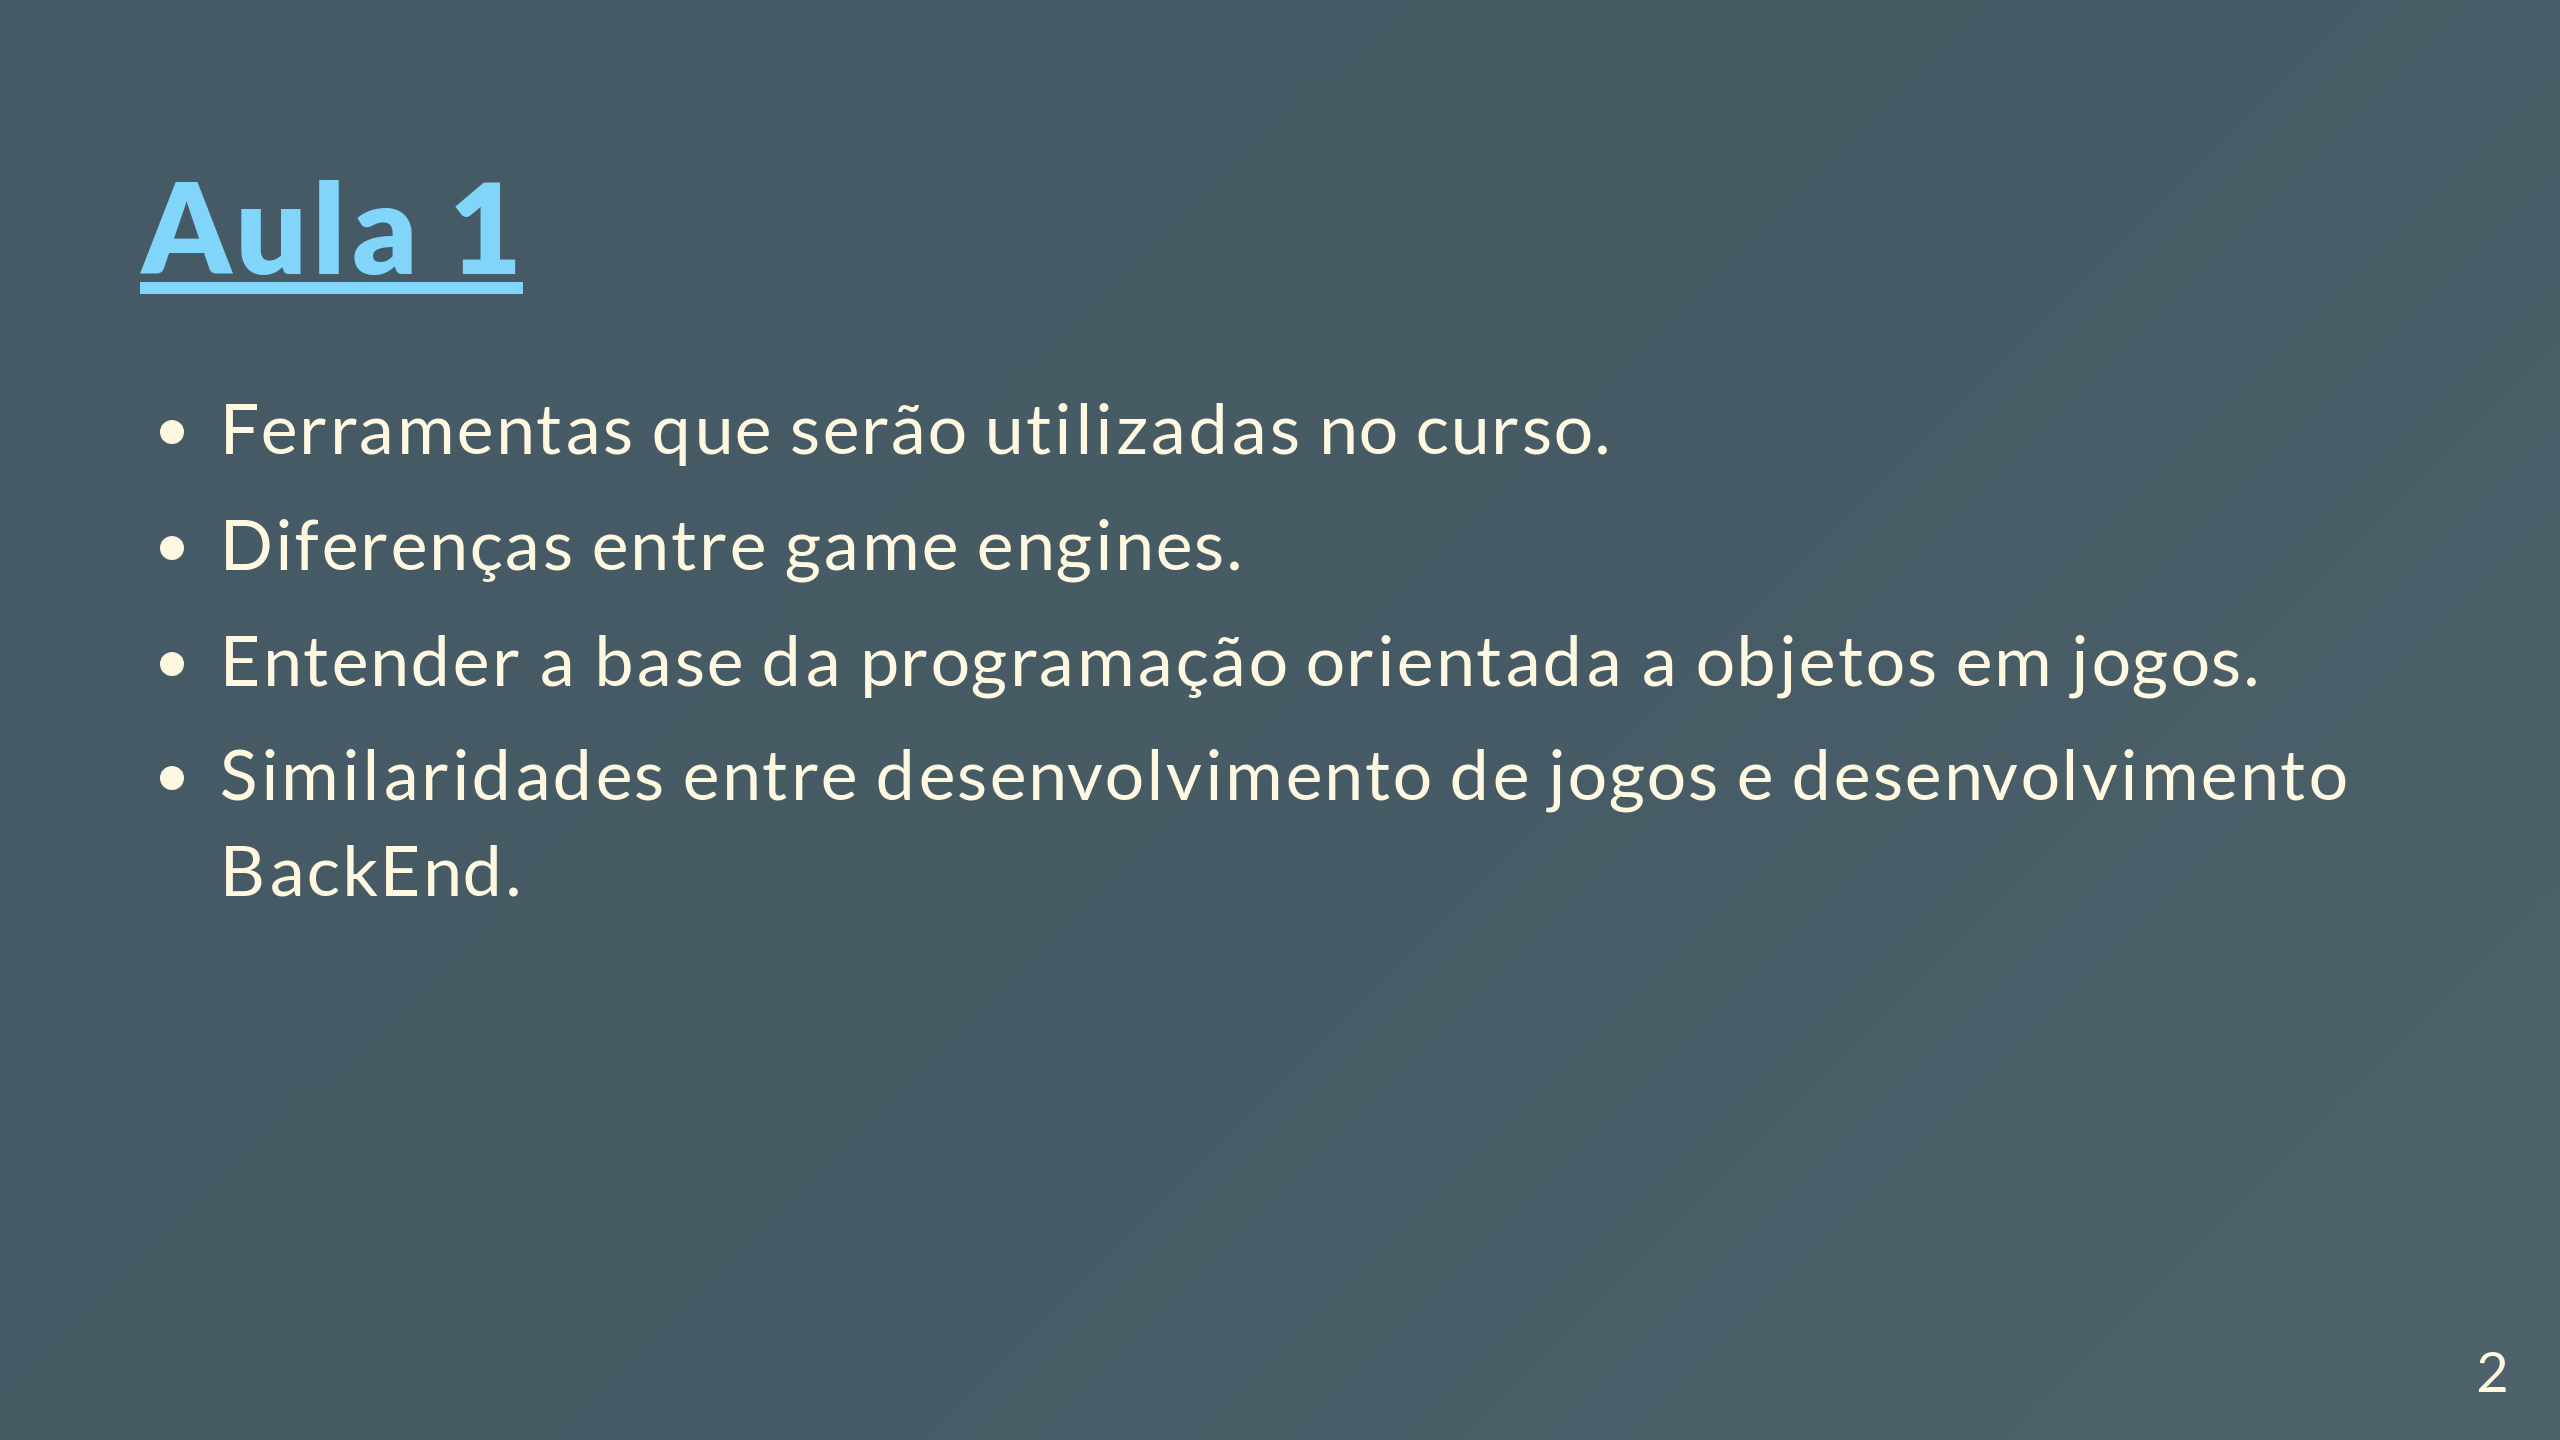 Aula 1
• Ferramentas que serão utilizadas no curso.
• Diferenças entre game engines.
• Entender a base da programação orientada a objetos em jogos.
• Similaridades entre desenvolvimento de jogos e desenvolvimento
BackEnd.
2